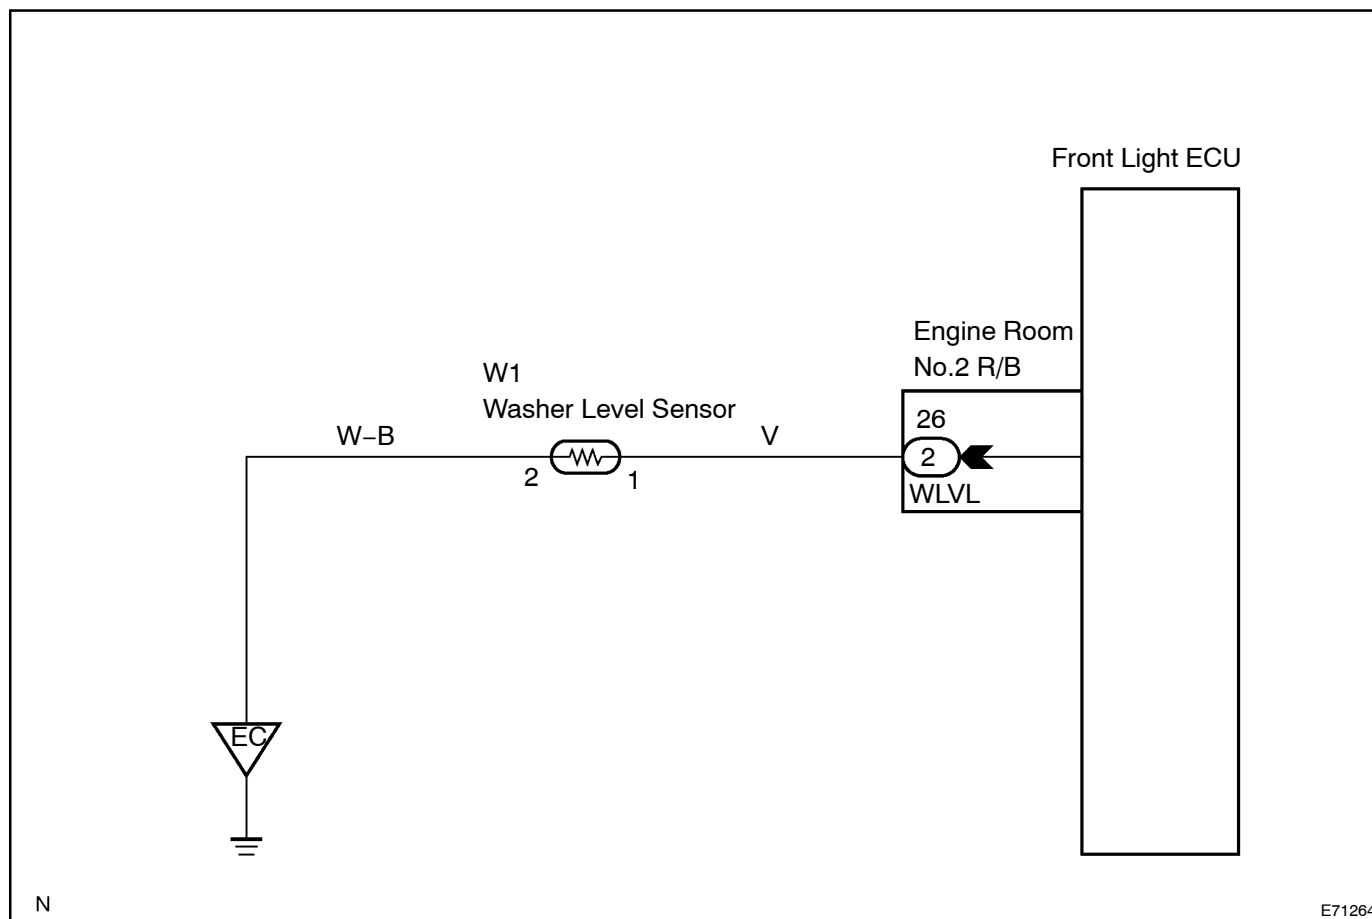 Front Light ECU
Engine Room
No.2 R/B
W1
Washer Level Sensor
26
W−B
V
2
2
1
WLVL
EC
N
E71264